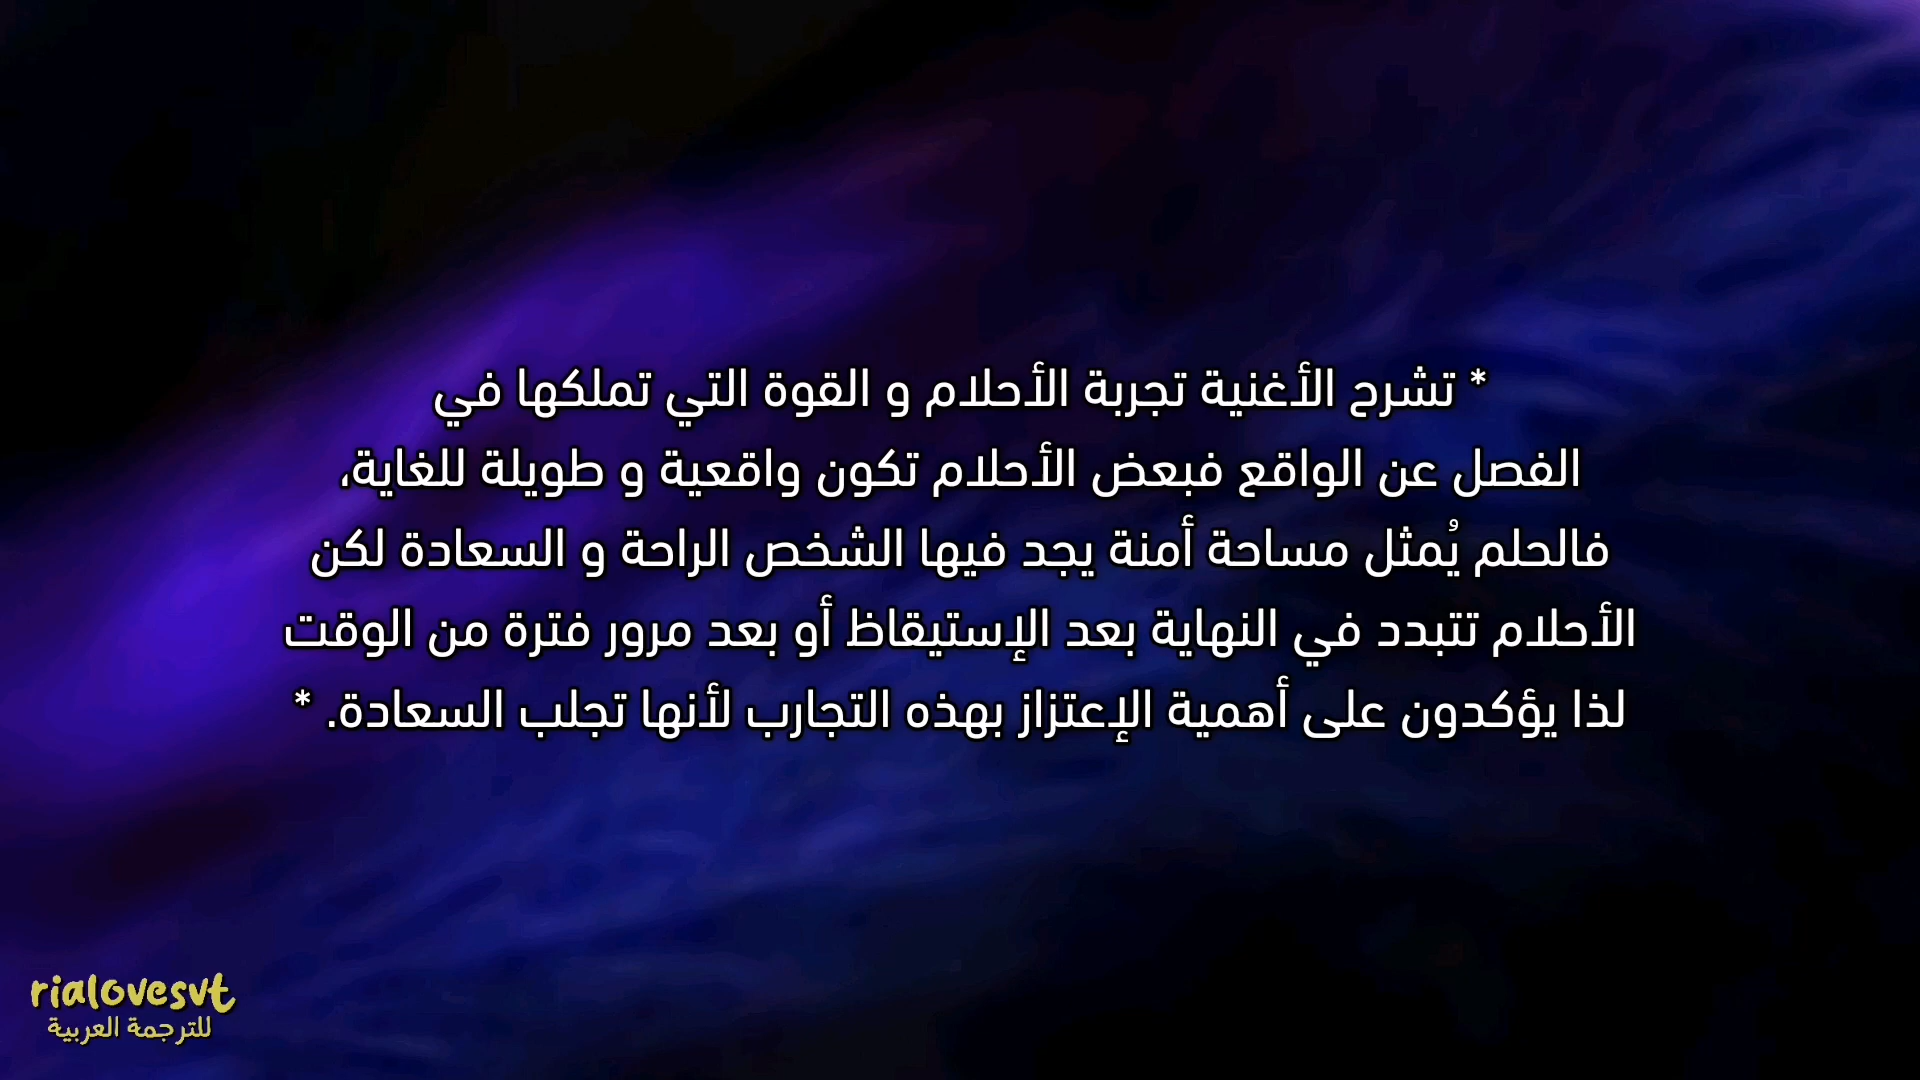 * تشرح الأغنية تجربة الأحلام و القوة التي تملكها في
الفصل عن الواقع فبعض الأحلام تكون واقعية و طويلة للغاية،
فالحلم يُمثل مساحة أمنة يجد فيها الشخص الراحة و السعادة لكن
الأحلام تتبدد في النهاية بعد الإستيقاظ أو بعد مرور فترة من الوقت
لذا يؤكدون على أهمية الإعتزاز بهذه التجارب لأنها تجلب السعادة. *
rialovesvt
للترجمة العربية